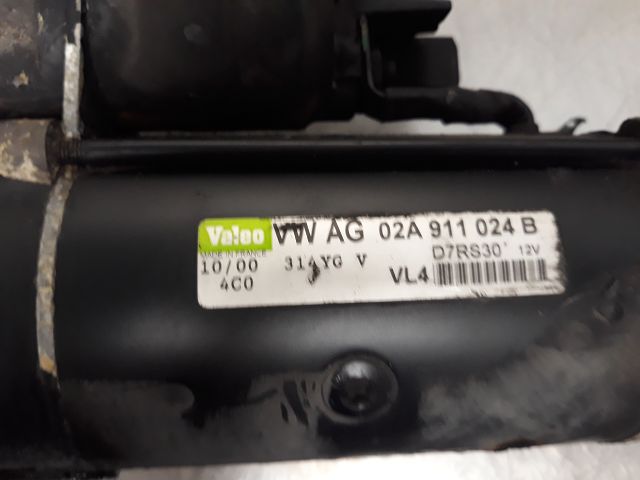 Valeo VW AG 02A 911 024 B
MADE IN FRANCE D7RS30 12V
10/00 314YG V VL4
4C0